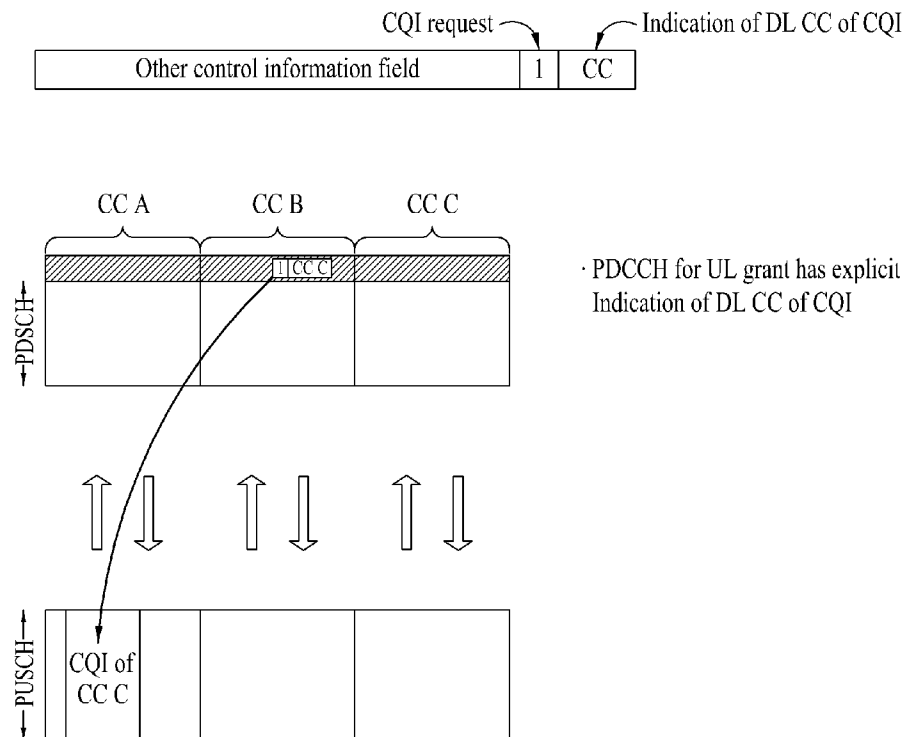 CQI request
Indication of DL CC of CQI
Other control information field
1
CC
CC A
CC B
CC C
1
CC C
· PDCCH for UL grant has explicit
Indication of DL CC of CQI
PDSCH
PUSCH
CQI of
CC C